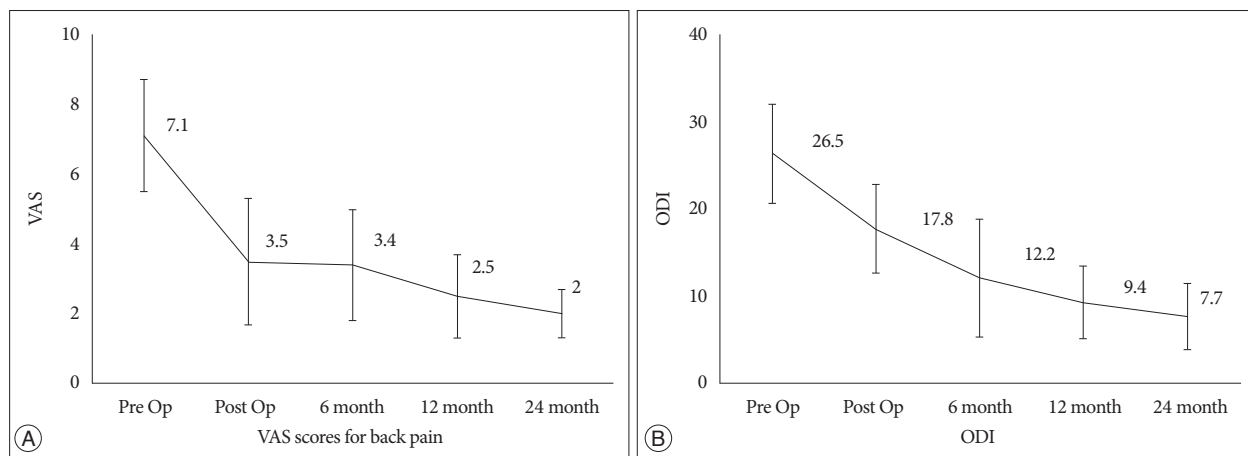 10
8
6
4
2
0
VAS
7.1
3.5
3.4
2.5
2
Pre Op Post Op 6 month 12 month 24 month
VAS scores for back pain
A
40
30
20
10
0
ODI
26.5
17.8
12.2
9.4
7.7
Pre Op Post Op 6 month 12 month 24 month
ODI
B